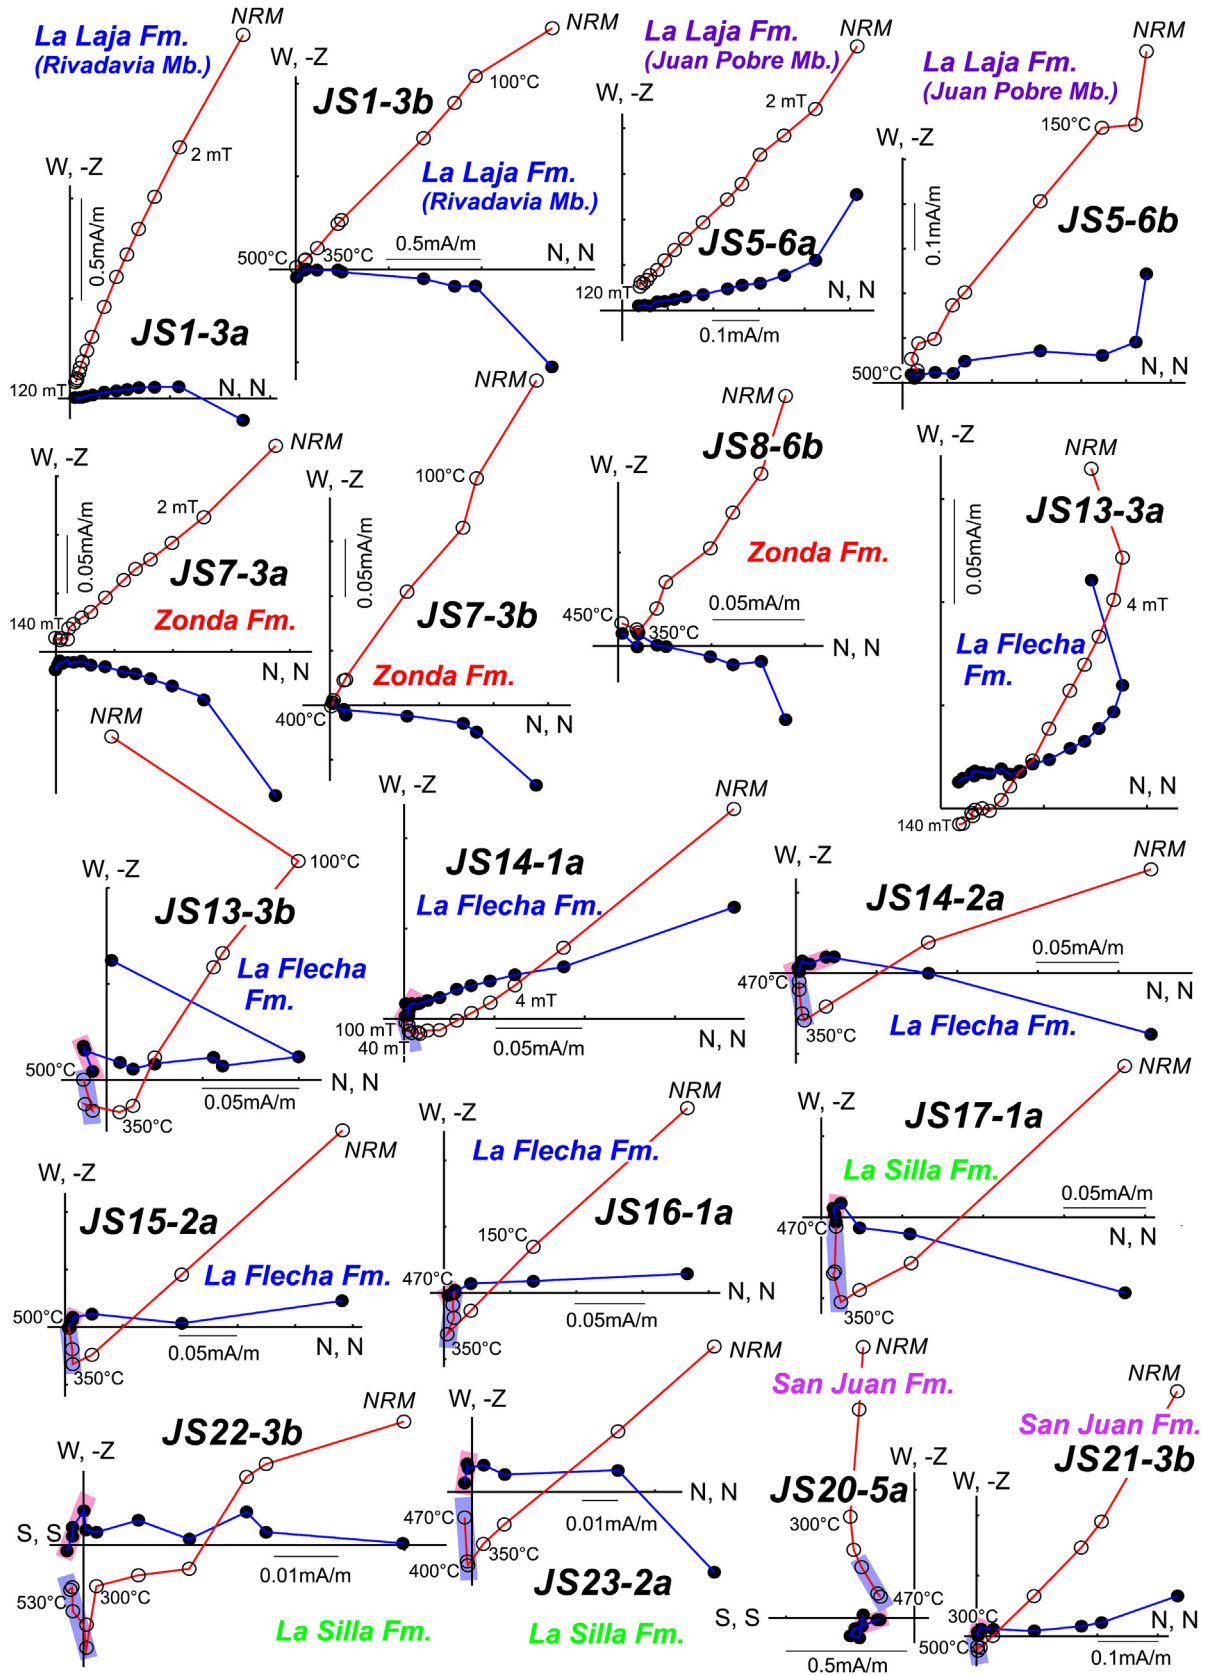 La Laja Fm.
(Rivadavia Mb.)
NRM
2 mT
W, -Z
0.5mA/m
JS1-3a
120 mT
N, N
NRM
W, -Z
100°C
JS1-3b
La Laja Fm.
(Rivadavia Mb.)
500°C
350°C
0.5mA/m
N, N
La Laja Fm.
(Juan Pobre Mb.)
NRM
W, -Z
2 mT
JS5-6a
120 mT
0.1mA/m
N, N
NRM
La Laja Fm.
(Juan Pobre Mb.)
150°C
W, -Z
0.1mA/m
JS5-6b
500°C
N, N
NRM
W, -Z
2 mT
0.05mA/m
JS7-3a
Zonda Fm.
140 mT
N, N
NRM
100°C
W, -Z
0.05mA/m
JS7-3b
Zonda Fm.
400°C
N, N
NRM
JS8-6b
W, -Z
Zonda Fm.
0.05mA/m
450°C
350°C
N, N
W, -Z
NRM
JS13-3a
0.05mA/m
4 mT
La Flecha
Fm.
N, N
140 mT
NRM
100°C
W, -Z
JS13-3b
La Flecha
Fm.
500°C
N, N
0.05mA/m
350°C
W, -Z
NRM
JS14-1a
La Flecha Fm.
4 mT
100 mT
40 mT
0.05mA/m
N, N
NRM
W, -Z
JS14-2a
0.05mA/m
470°C
N, N
350°C
La Flecha Fm.
NRM
W, -Z
JS15-2a
La Flecha Fm.
500°C
0.05mA/m
N, N
350°C
NRM
W, -Z
La Flecha Fm.
JS16-1a
150°C
470°C
N, N
0.05mA/m
350°C
NRM
W, -Z
JS17-1a
La Silla Fm.
0.05mA/m
470°C
N, N
350°C
NRM
JS22-3b
W, -Z
S, S
0.01mA/m
300°C
530°C
La Silla Fm.
NRM
W, -Z
N, N
470°C
0.01mA/m
350°C
400°C
JS23-2a
La Silla Fm.
NRM
San Juan Fm.
W, -Z
JS20-5a
300°C
470°C
S, S
0.5mA/m
NRM
San Juan Fm.
JS21-3b
W, -Z
300°C
N, N
500°C
0.1mA/m